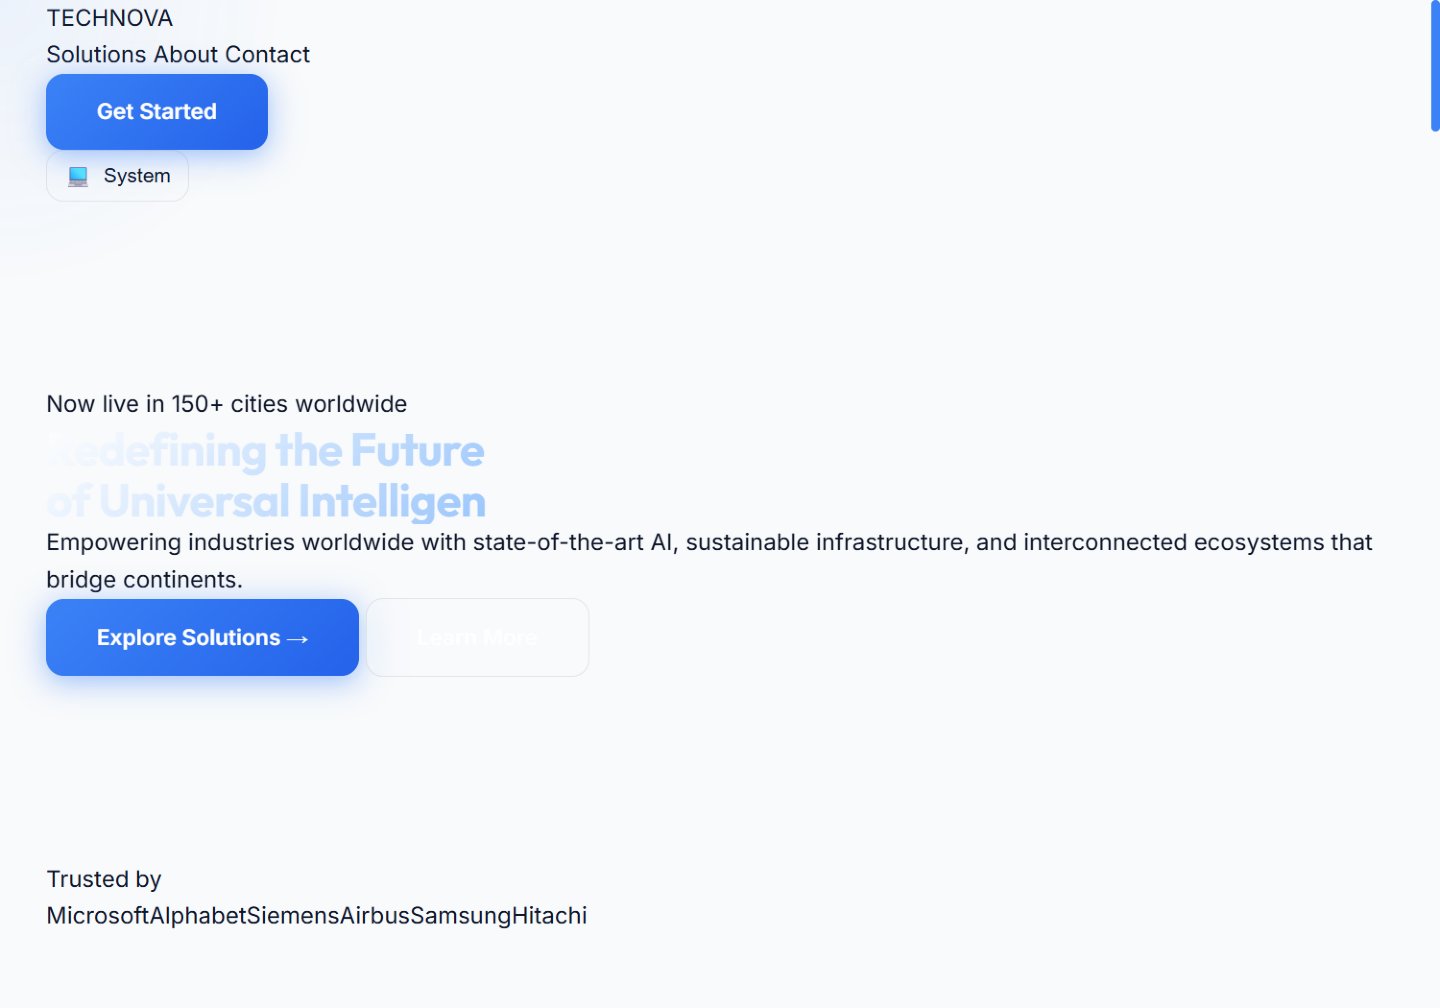 TECHNOVA
Solutions About Contact
Get Started
System
Now live in 150+ cities worldwide
Redefining the Future
of Universal Intelligen
Empowering industries worldwide with state-of-the-art AI, sustainable infrastructure, and interconnected ecosystems that
bridge continents.
Explore Solutions → Learn More
Trusted by
MicrosoftAlphabetSiemensAirbusSamsungHitachi